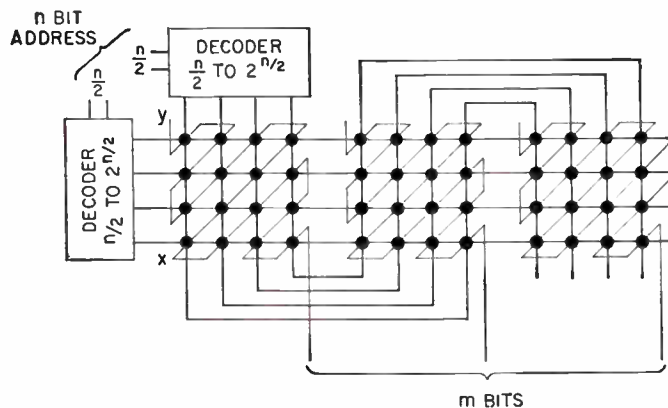 n BIT
ADDRESS
n/2
n/2
DECODER
n/2 TO 2^n/2
DECODER
n/2 TO 2^n/2
y
x
m BITS